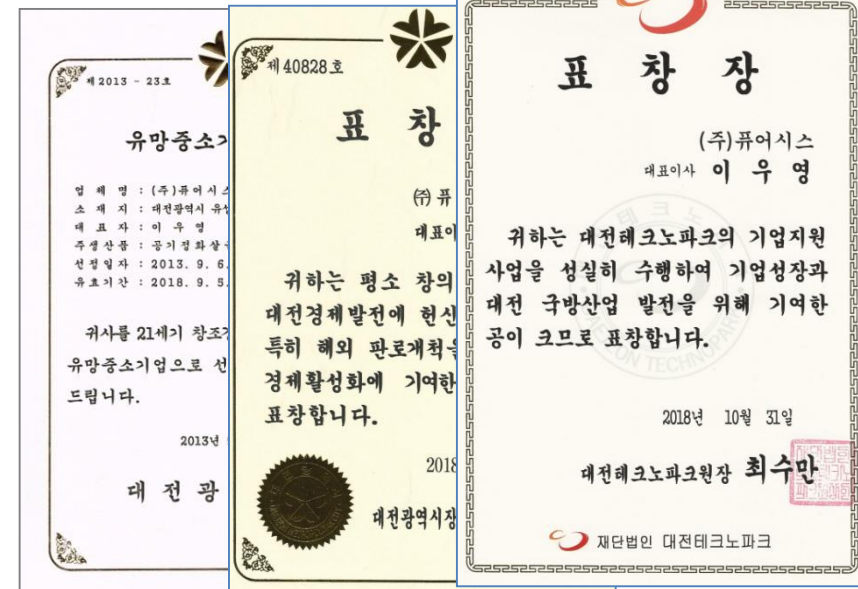 제 2013 - 23호
유망중소기
업 체 명 : (주)퓨어시스
소 재 지 : 대전광역시 유성
대 표 자 : 이 우 영
주생산품 : 공기정화살균
선정일자 : 2013. 9. 6.
유효기간 : 2018. 9. 5.
귀사를 21세기 창조경
유망중소기업으로 선
드립니다.
2013년
대 전 광
제 40828 호
표 창
㈜ 퓨
대표이
귀하는 평소 창의
대전경제발전에 헌신
특히 해외 판로개척을
경제활성화에 기여한
표창합니다.
2018
대전광역시장
표 창 장
(주)퓨어시스
대표이사 이 우 영
귀하는 대전테크노파크의 기업지원
사업을 성실히 수행하여 기업성장과
대전 국방산업 발전을 위해 기여한
공이 크므로 표창합니다.
2018년 10월 31일
대전테크노파크원장 최수만
재단법인 대전테크노파크